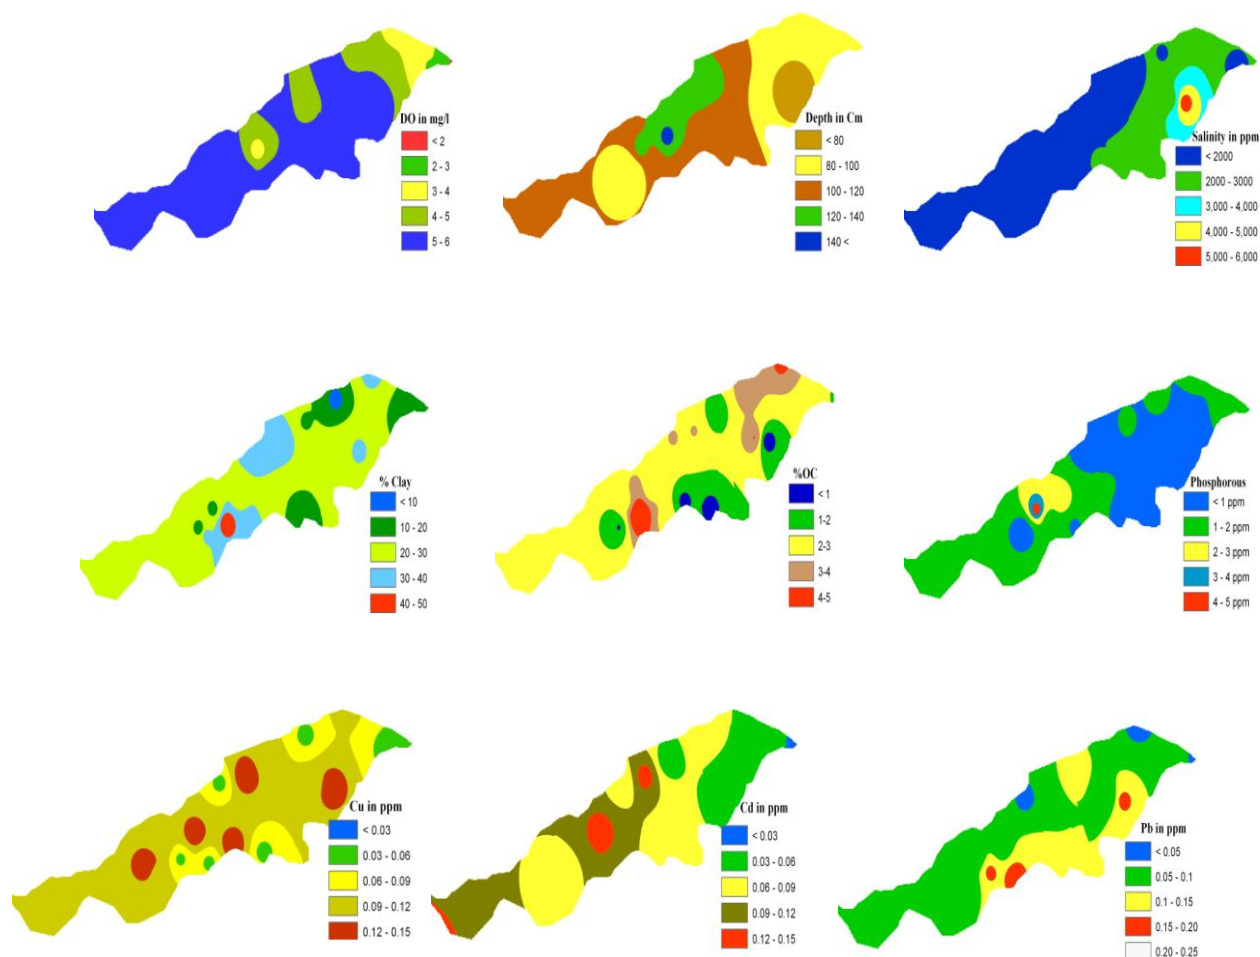 DO in mg/l
< 2
2 - 3
3 - 4
4 - 5
5 - 6
Depth in Cm
< 80
80 - 100
100 - 120
120 - 140
140 <
Salinity in ppm
< 2000
2000 - 3000
3,000 - 4,000
4,000 - 5,000
5,000 - 6,000
% Clay
< 10
10 - 20
20 - 30
30 - 40
40 - 50
%OC
< 1
1-2
2-3
3-4
4-5
Phosphorous
< 1 ppm
1 - 2 ppm
2 - 3 ppm
3 - 4 ppm
4 - 5 ppm
Cu in ppm
< 0.03
0.03 - 0.06
0.06 - 0.09
0.09 - 0.12
0.12 - 0.15
Cd in ppm
< 0.03
0.03 - 0.06
0.06 - 0.09
0.09 - 0.12
0.12 - 0.15
Pb in ppm
< 0.05
0.05 - 0.1
0.1 - 0.15
0.15 - 0.20
0.20 - 0.25